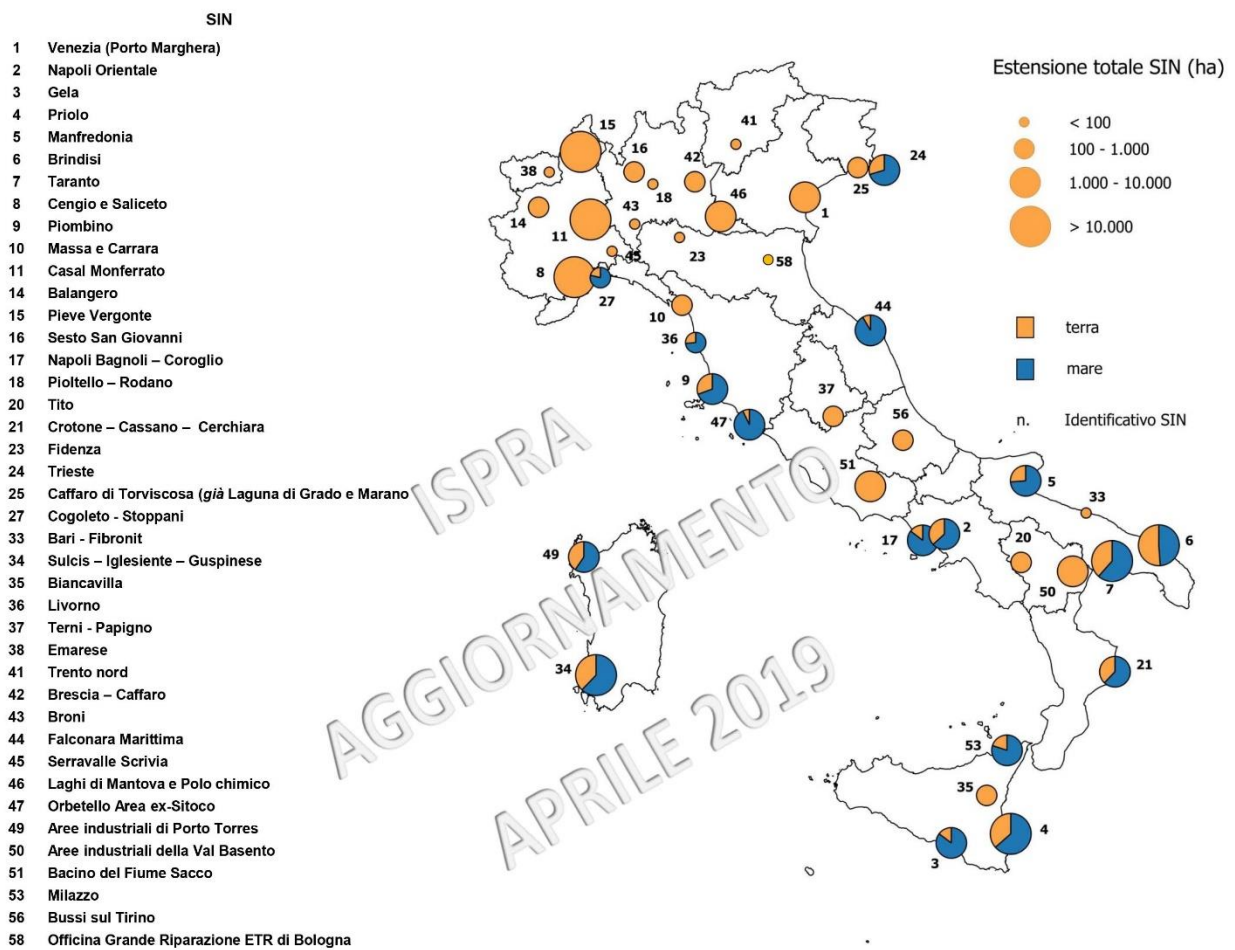 SIN
1 Venezia (Porto Marghera)
2 Napoli Orientale
3 Gela
4 Priolo
5 Manfredonia
6 Brindisi
7 Taranto
8 Cengio e Saliceto
9 Piombino
10 Massa e Carrara
11 Casal Monferrato
14 Balangero
15 Pieve Vergonte
16 Sesto San Giovanni
17 Napoli Bagnoli – Coroglio
18 Pioltello – Rodano
20 Tito
21 Crotone – Cassano – Cerchiara
23 Fidenza
24 Trieste
25 Caffaro di Torviscosa (già Laguna di Grado e Marano
27 Cogoleto - Stoppani
33 Bari - Fibronit
34 Sulcis – Iglesiente – Guspinese
35 Biancavilla
36 Livorno
37 Terni - Papigno
38 Emarese
41 Trento nord
42 Brescia – Caffaro
43 Broni
44 Falconara Marittima
45 Serravalle Scrivia
46 Laghi di Mantova e Polo chimico
47 Orbetello Area ex-Sitoco
49 Aree industriali di Porto Torres
50 Aree industriali della Val Basento
51 Bacino del Fiume Sacco
53 Milazzo
56 Bussi sul Tirino
58 Officina Grande Riparazione ETR di Bologna
Estensione totale SIN (ha)
< 100
100 - 1.000
1.000 - 10.000
> 10.000
terra
mare
n. Identificativo SIN
15
41
16
42
24
38
18
25
46
1
14
43
11
45
23
58
8
27
10
44
36
9
37
56
47
51
5
33
17
2
20
6
49
50
7
34
21
53
35
4
3
ISPRA
AGGIORNAMENTO
APRILE 2019